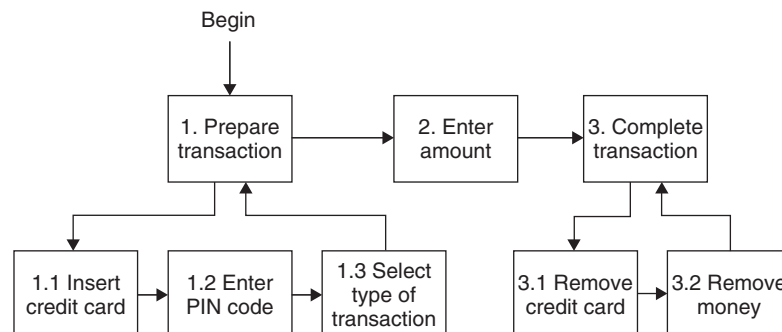 Begin
1. Prepare
transaction
2. Enter
amount
3. Complete
transaction
1.1 Insert
credit card
1.2 Enter
PIN code
1.3 Select
type of
transaction
3.1 Remove
credit card
3.2 Remove
money